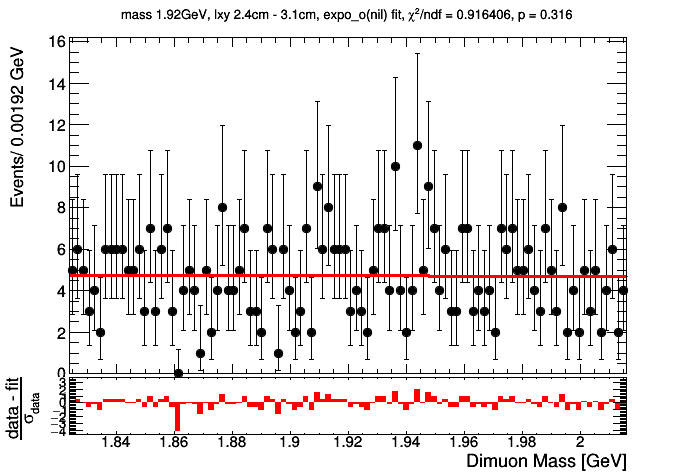 mass 1.92GeV, lxy 2.4cm - 3.1cm, expo_o(nil) fit, χ²/ndf = 0.916406, p = 0.316
Events/ 0.00192 GeV
16
14
12
10
8
6
4
2
0
data - fit
σdata
3
2
1
0
−1
−2
−3
−4
1.84 1.86 1.88 1.9 1.92 1.94 1.96 1.98 2
Dimuon Mass [GeV]